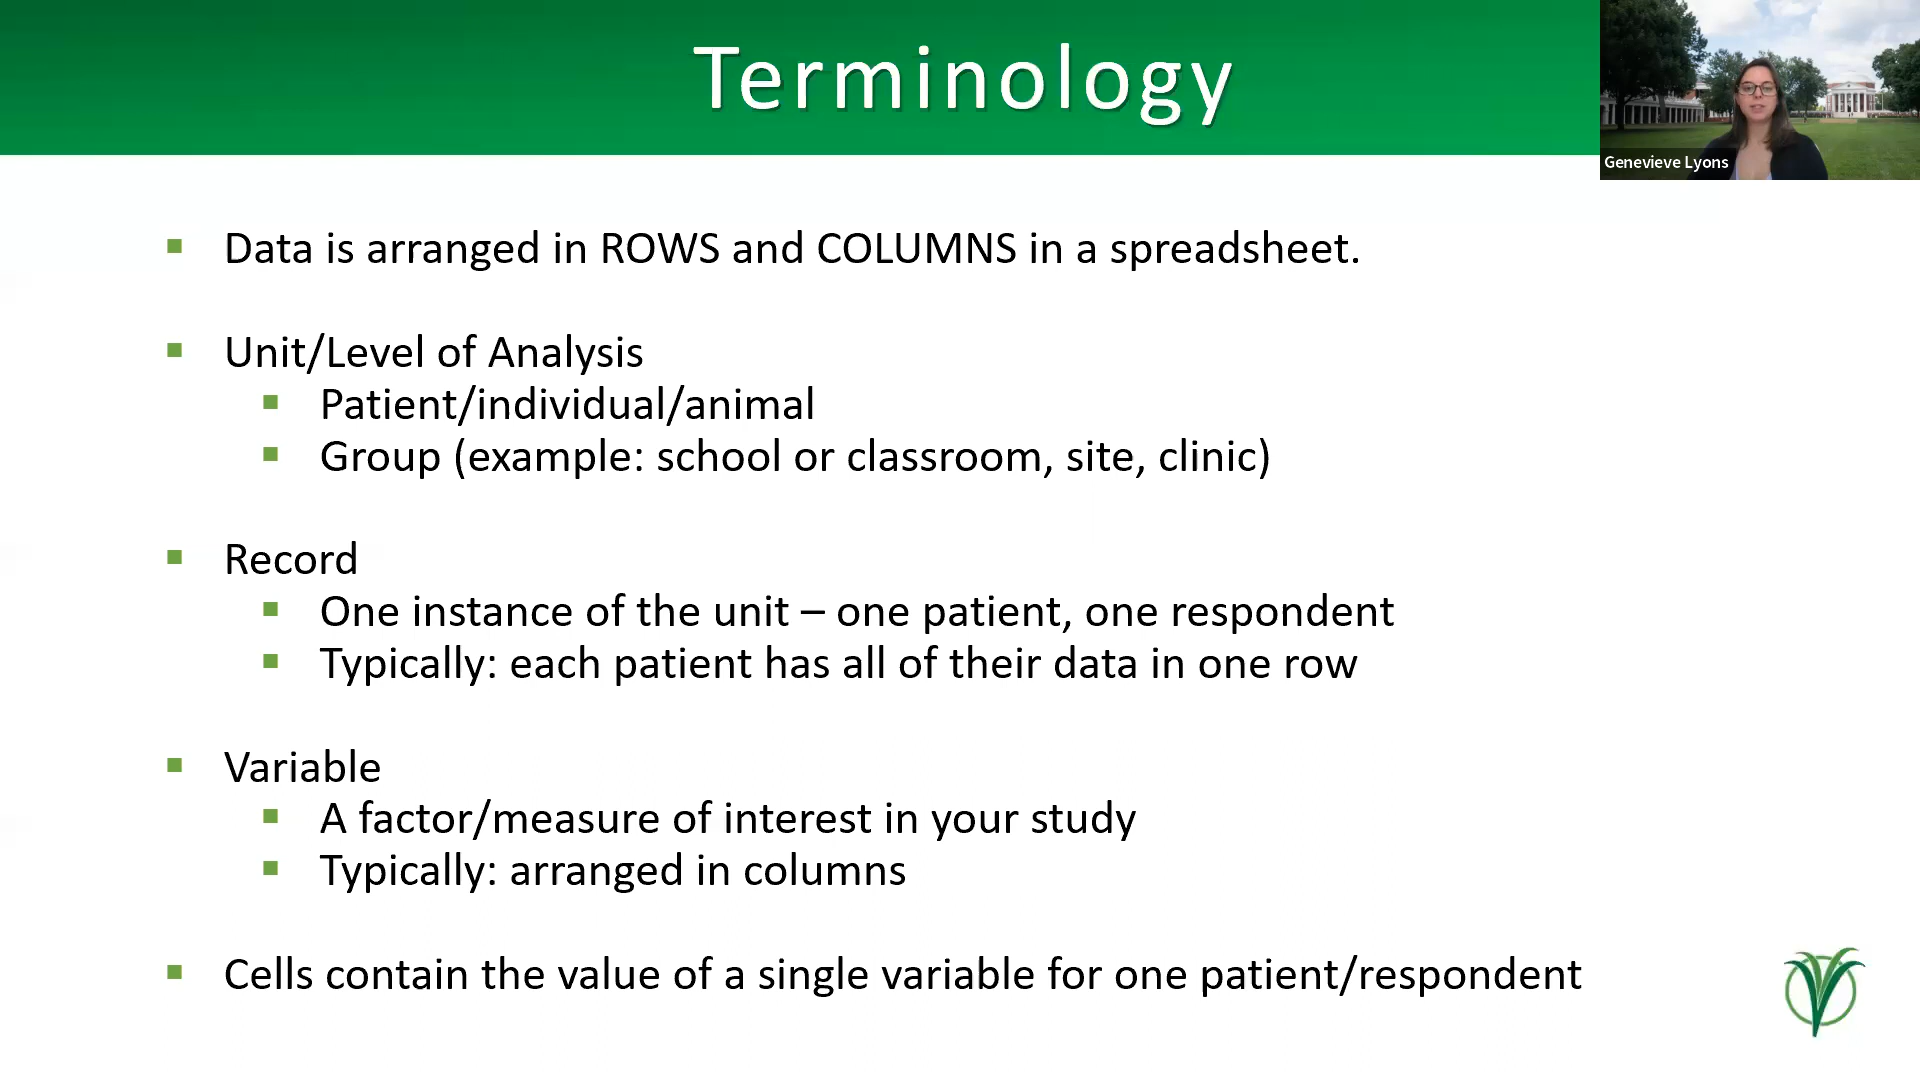 Terminology
Genevieve Lyons
Data is arranged in ROWS and COLUMNS in a spreadsheet.
Unit/Level of Analysis
Patient/individual/animal
Group (example: school or classroom, site, clinic)
Record
One instance of the unit – one patient, one respondent
Typically: each patient has all of their data in one row
Variable
A factor/measure of interest in your study
Typically: arranged in columns
Cells contain the value of a single variable for one patient/respondent